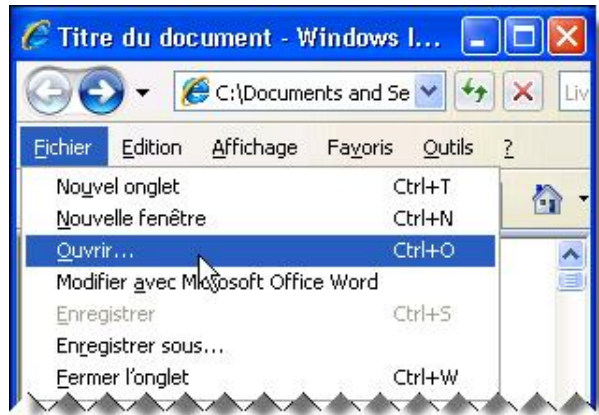 Titre du document - Windows I...
C:\Documents and Se
Liv
Fichier Edition Affichage Favoris Outils ?
Nouvel onglet Ctrl+T
Nouvelle fenêtre Ctrl+N
Ouvrir... Ctrl+O
Modifier avec Microsoft Office Word
Enregistrer Ctrl+S
Enregistrer sous...
Fermer l'onglet Ctrl+W